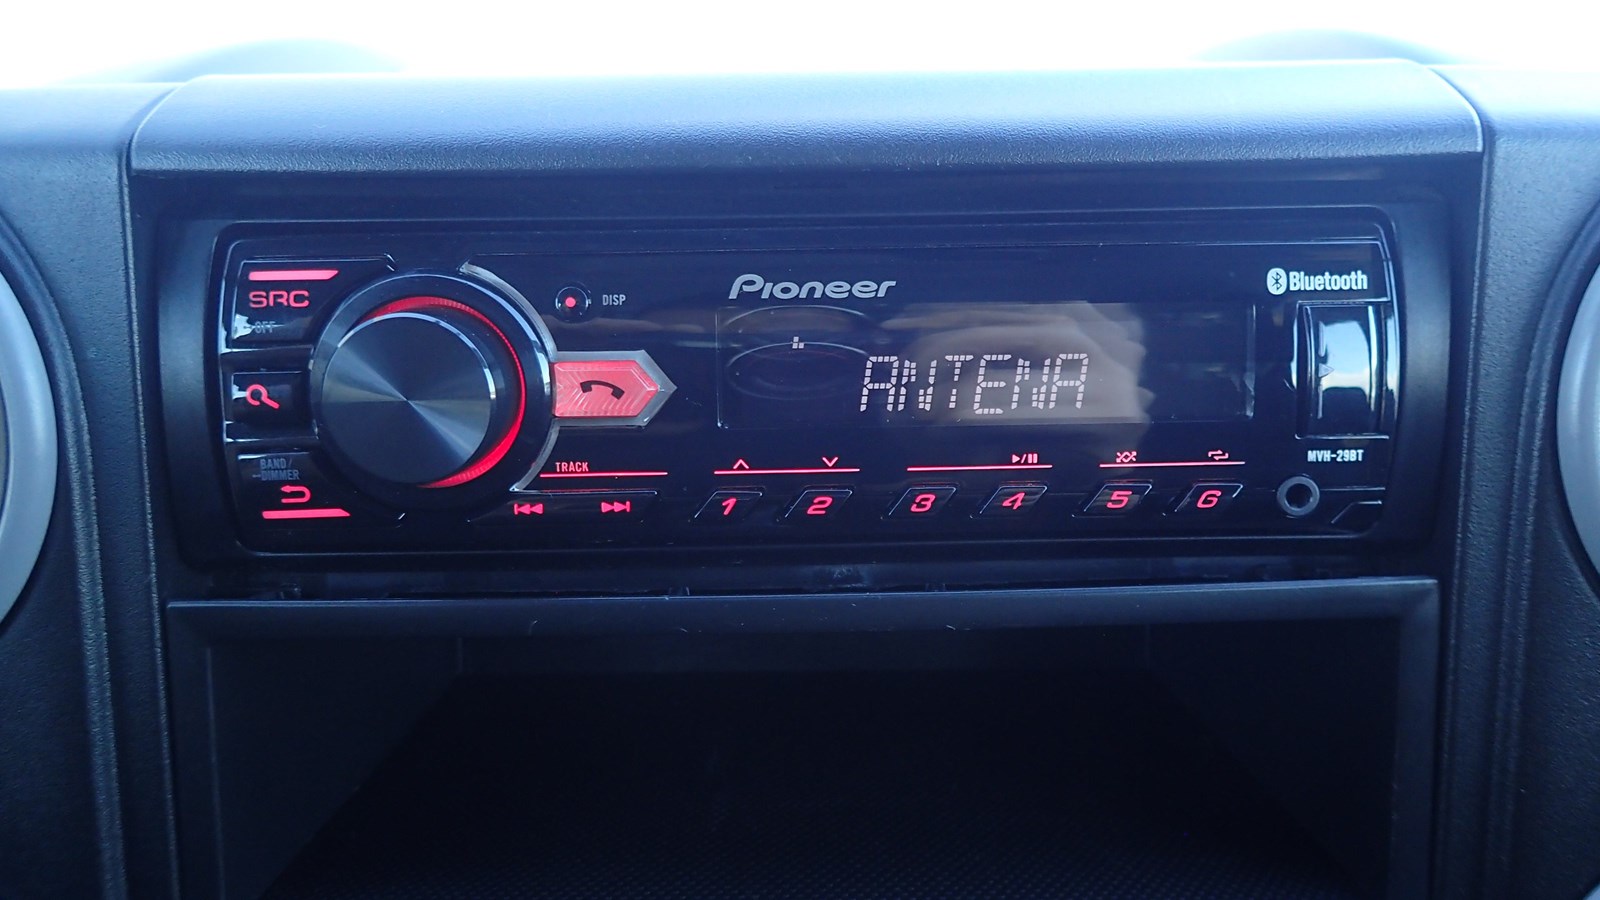 Pioneer
Bluetooth
SRC
OFF
DISP
ANTENA
BAND/
DIMMER
TRACK
MVH-29BT
1 2 3 4 5 6